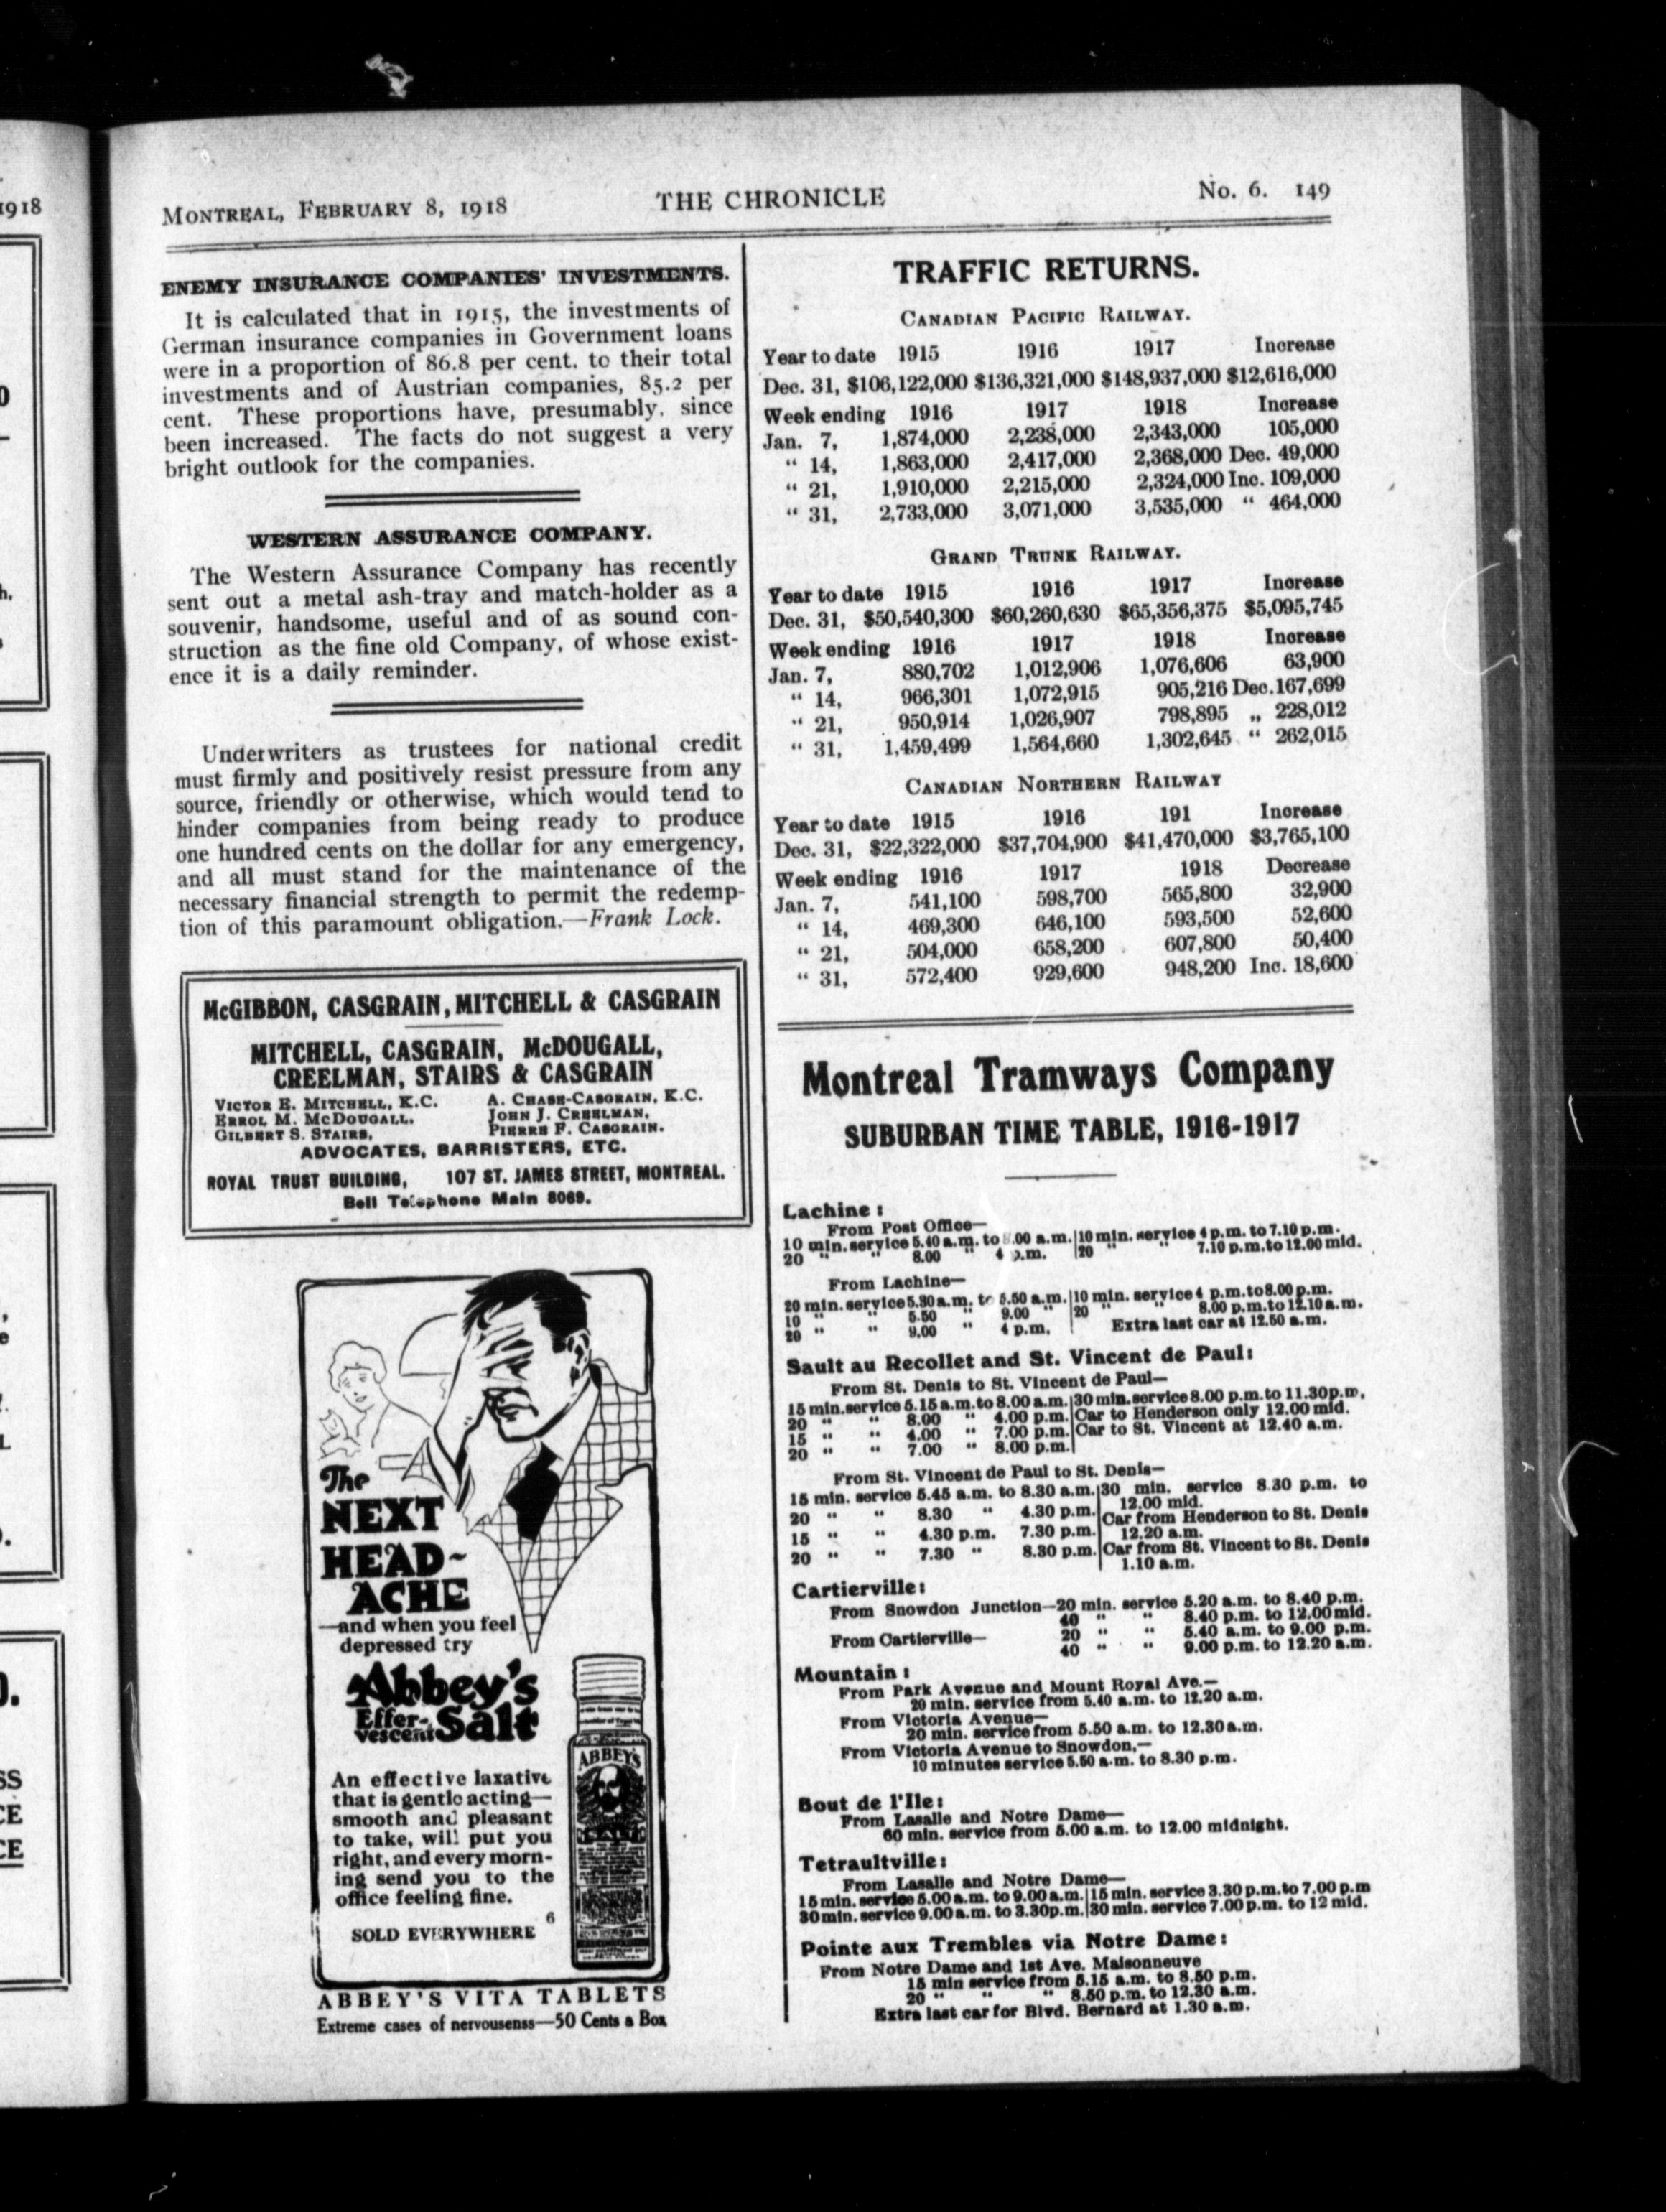 1918
MONTREAL, FEBRUARY 8, 1918
THE CHRONICLE
No. 6. 149
ENEMY INSURANCE COMPANIES' INVESTMENTS.
It is calculated that in 1915, the investments of
German insurance companies in Government loans
were in a proportion of 86.8 per cent. to their total
investments and of Austrian companies, 85.2 per
cent. These proportions have, presumably, since
been increased. The facts do not suggest a very
bright outlook for the companies.
WESTERN ASSURANCE COMPANY.
The Western Assurance Company has recently
sent out a metal ash-tray and match-holder as a
souvenir, handsome, useful and of as sound con-
struction as the fine old Company, of whose exist-
ence it is a daily reminder.
Underwriters as trustees for national credit
must firmly and positively resist pressure from any
source, friendly or otherwise, which would tend to
hinder companies from being ready to produce
one hundred cents on the dollar for any emergency,
and all must stand for the maintenance of the
necessary financial strength to permit the redemp-
tion of this paramount obligation.—Frank Lock.
McGIBBON, CASGRAIN, MITCHELL & CASGRAIN
MITCHELL, CASGRAIN, McDOUGALL,
CREELMAN, STAIRS & CASGRAIN
VICTOR E. MITCHELL, K.C. A. CHASE-CASGRAIN, K.C.
ERROL M. McDOUGALL, JOHN J. CREELMAN,
GILBERT S. STAIRS, PIERRE F. CASGRAIN.
ADVOCATES, BARRISTERS, ETC.
ROYAL TRUST BUILDING, 107 ST. JAMES STREET, MONTREAL.
Bell Telephone Main 8069.
The
NEXT
HEAD-
ACHE
—and when you feel
depressed try
Abbey's
Effer-
vescent Salt
ABBEY'S
SALT
An effective laxative
that is gentle acting—
smooth and pleasant
to take, will put you
right, and every morn-
ing send you to the
office feeling fine.
6
SOLD EVERYWHERE
ABBEY'S VITA TABLETS
Extreme cases of nervousenss—50 Cents a Box
TRAFFIC RETURNS.
CANADIAN PACIFIC RAILWAY.
Year to date 1915 1916 1917 Increase
Dec. 31, $106,122,000 $136,321,000 $148,937,000 $12,616,000
Week ending 1916 1917 1918 Increase
Jan. 7, 1,874,000 2,238,000 2,343,000 105,000
“ 14, 1,863,000 2,417,000 2,368,000 Dec. 49,000
“ 21, 1,910,000 2,215,000 2,324,000 Inc. 109,000
“ 31, 2,733,000 3,071,000 3,535,000 “ 464,000
GRAND TRUNK RAILWAY.
Year to date 1915 1916 1917 Increase
Dec. 31, $50,540,300 $60,260,630 $65,356,375 $5,095,745
Week ending 1916 1917 1918 Increase
Jan. 7, 880,702 1,012,906 1,076,606 63,900
“ 14, 966,301 1,072,915 905,216 Dec. 167,699
“ 21, 950,914 1,026,907 798,895 „ 228,012
“ 31, 1,459,499 1,564,660 1,302,645 “ 262,015
CANADIAN NORTHERN RAILWAY
Year to date 1915 1916 191 Increase
Dec. 31, $22,322,000 $37,704,900 $41,470,000 $3,765,100
Week ending 1916 1917 1918 Decrease
Jan. 7, 541,100 598,700 565,800 32,900
“ 14, 469,300 646,100 593,500 52,600
“ 21, 504,000 658,200 607,800 50,400
“ 31, 572,400 929,600 948,200 Inc. 18,600
Montreal Tramways Company
SUBURBAN TIME TABLE, 1916-1917
Lachine:
From Post Office—
10 min. service 5.40 a.m. to 8.00 a.m. 10 min. service 4 p.m. to 7.10 p.m.
20 “ “ 8.00 “ 4 p.m. 20 “ “ 7.10 p.m. to 12.00 mid.
From Lachine—
20 min. service 5.30 a.m. to 5.50 a.m. 10 min. service 4 p.m. to 8.00 p.m.
10 “ “ 5.50 “ 9.00 “ 20 “ “ 8.00 p.m. to 12.10 a.m.
20 “ “ 9.00 “ 4 p.m. Extra last car at 12.50 a.m.
Sault au Recollet and St. Vincent de Paul:
From St. Denis to St. Vincent de Paul—
15 min. service 5.15 a.m. to 8.00 a.m. 30 min. service 8.00 p.m. to 11.30 p.m,
20 “ “ 8.00 “ 4.00 p.m. Car to Henderson only 12.00 mid.
15 “ “ 4.00 “ 7.00 p.m. Car to St. Vincent at 12.40 a.m.
20 “ “ 7.00 “ 8.00 p.m.
From St. Vincent de Paul to St. Denis—
15 min. service 5.45 a.m. to 8.30 a.m. 30 min. service 8.30 p.m. to
12.00 mid.
20 “ “ 8.30 “ 4.30 p.m. Car from Henderson to St. Denis
15 “ “ 4.30 p.m. 7.30 p.m. 12.20 a.m.
20 “ “ 7.30 “ 8.30 p.m. Car from St. Vincent to St. Denis
1.10 a.m.
Cartierville:
From Snowdon Junction—20 min. service 5.20 a.m. to 8.40 p.m.
40 “ “ 8.40 p.m. to 12.00 mid.
From Cartierville— 20 “ “ 5.40 a.m. to 9.00 p.m.
40 “ “ 9.00 p.m. to 12.20 a.m.
Mountain:
From Park Avenue and Mount Royal Ave.—
20 min. service from 5.40 a.m. to 12.20 a.m.
From Victoria Avenue—
20 min. service from 5.50 a.m. to 12.30 a.m.
From Victoria Avenue to Snowdon,—
10 minutes service 5.50 a.m. to 8.30 p.m.
Bout de l'Ile:
From Lasalle and Notre Dame—
60 min. service from 5.00 a.m. to 12.00 midnight.
Tetraultville:
From Lasalle and Notre Dame—
15 min. service 5.00 a.m. to 9.00 a.m. 15 min. service 3.30 p.m. to 7.00 p.m
30 min. service 9.00 a.m. to 3.30 p.m. 30 min. service 7.00 p.m. to 12 mid.
Pointe aux Trembles via Notre Dame:
From Notre Dame and 1st Ave. Maisonneuve
15 min service from 5.15 a.m. to 8.50 p.m.
20 “ “ “ 8.50 p.m. to 12.30 a.m.
Extra last car for Blvd. Bernard at 1.30 a.m.